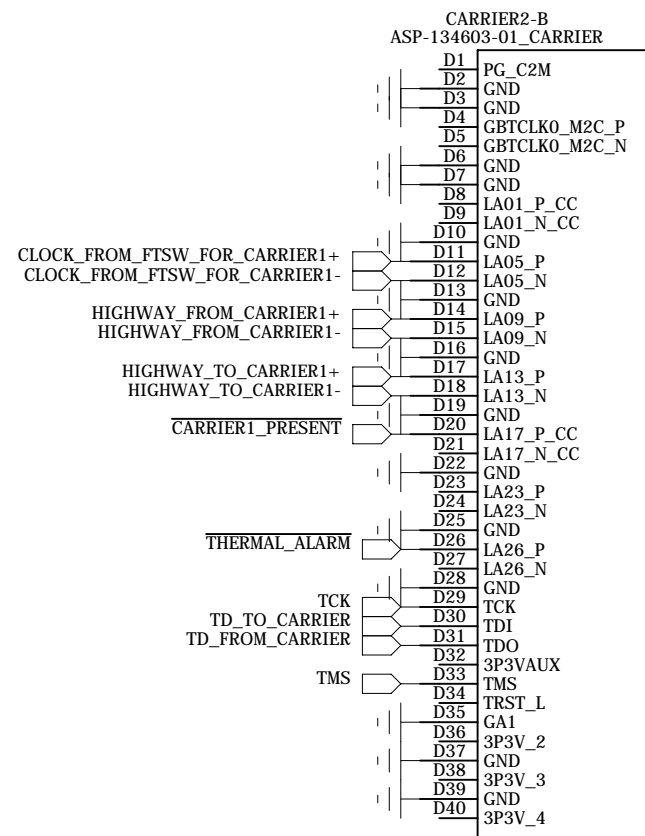 CARRIER2-B
ASP-134603-01_CARRIER
D1 PG_C2M
D2 GND
D3 GND
D4 GBTCLK0_M2C_P
D5 GBTCLK0_M2C_N
D6 GND
D7 GND
D8 LA01_P_CC
D9 LA01_N_CC
D10 GND
CLOCK_FROM_FTSW_FOR_CARRIER1+ D11 LA05_P
CLOCK_FROM_FTSW_FOR_CARRIER1- D12 LA05_N
D13 GND
HIGHWAY_FROM_CARRIER1+ D14 LA09_P
HIGHWAY_FROM_CARRIER1- D15 LA09_N
D16 GND
HIGHWAY_TO_CARRIER1+ D17 LA13_P
HIGHWAY_TO_CARRIER1- D18 LA13_N
D19 GND
CARRIER1_PRESENT D20 LA17_P_CC
D21 LA17_N_CC
D22 GND
D23 LA23_P
D24 LA23_N
D25 GND
THERMAL_ALARM D26 LA26_P
D27 LA26_N
D28 GND
TCK D29 TCK
TD_TO_CARRIER D30 TDI
TD_FROM_CARRIER D31 TDO
D32 3P3VAUX
TMS D33 TMS
D34 TRST_L
D35 GA1
D36 3P3V_2
D37 GND
D38 3P3V_3
D39 GND
D40 3P3V_4